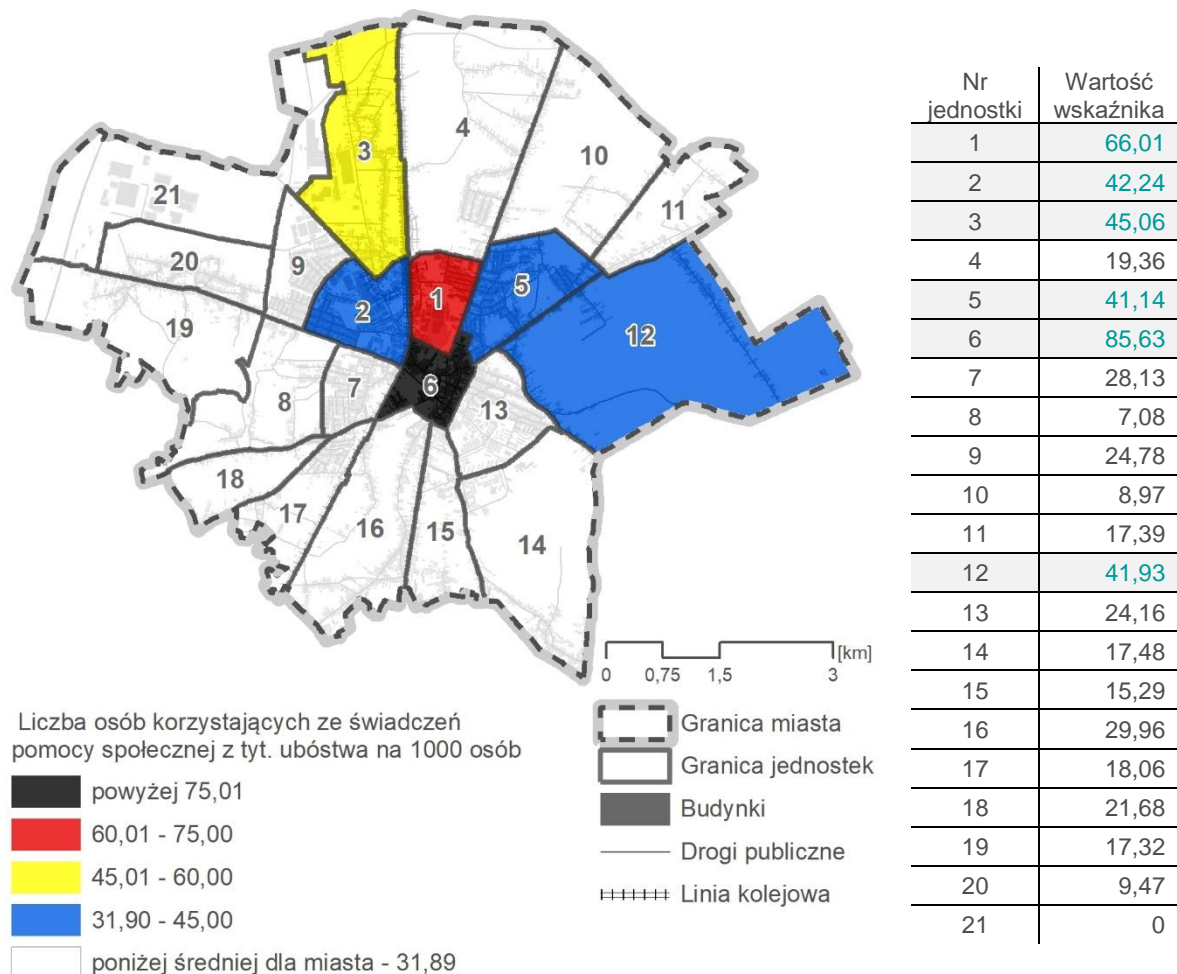 4
3
10
11
21
20
9
5
1
2
12
19
6
8
7
13
18
17
16
15
14
[km]
0 0,75 1,5 3
Liczba osób korzystających ze świadczeń
pomocy społecznej z tyt. ubóstwa na 1000 osób
powyżej 75,01
60,01 - 75,00
45,01 - 60,00
31,90 - 45,00
poniżej średniej dla miasta - 31,89
Granica miasta
Granica jednostek
Budynki
Drogi publiczne
Linia kolejowa
Nr Wartość
jednostki wskaźnika
1 66,01
2 42,24
3 45,06
4 19,36
5 41,14
6 85,63
7 28,13
8 7,08
9 24,78
10 8,97
11 17,39
12 41,93
13 24,16
14 17,48
15 15,29
16 29,96
17 18,06
18 21,68
19 17,32
20 9,47
21 0